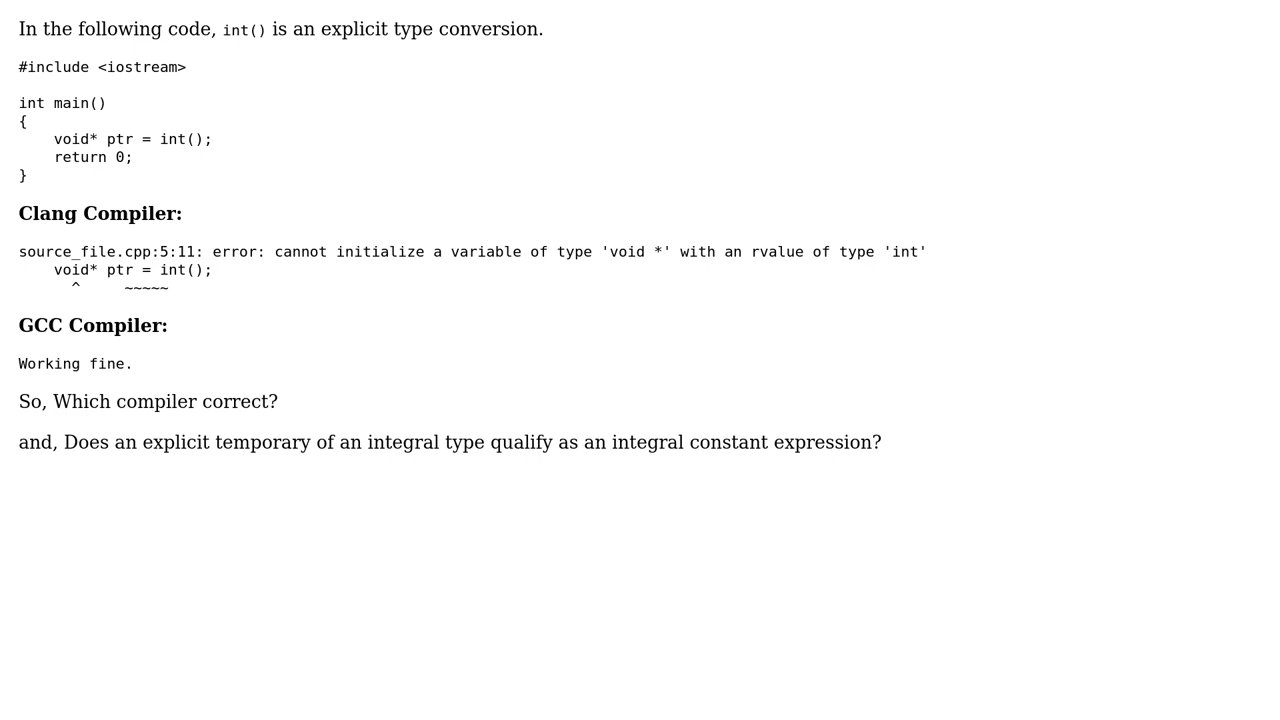 In the following code, int() is an explicit type conversion.
#include <iostream>
int main()
{
    void* ptr = int();
    return 0;
}
Clang Compiler:
source_file.cpp:5:11: error: cannot initialize a variable of type 'void *' with an rvalue of type 'int'
    void* ptr = int();
      ^     ~~~~~
GCC Compiler:
Working fine.
So, Which compiler correct?
and, Does an explicit temporary of an integral type qualify as an integral constant expression?